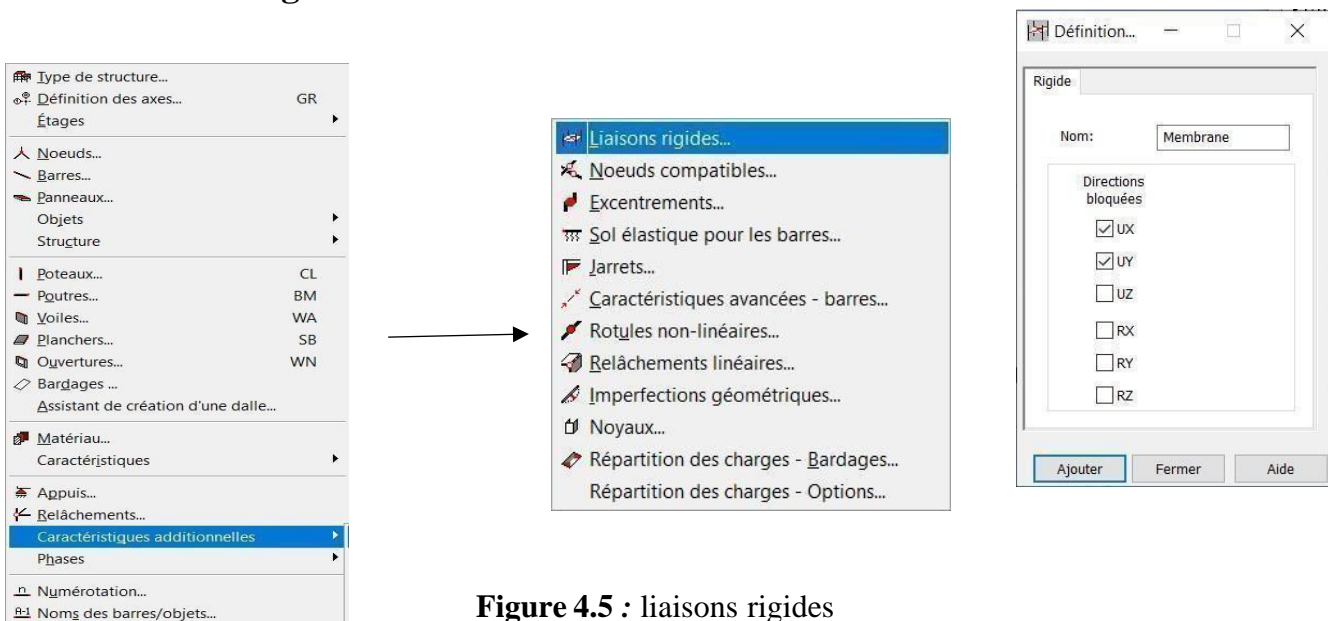 Type de structure...
Définition des axes... GR
Étages
Noeuds...
Barres...
Panneaux...
Objets
Structure
Poteaux... CL
Poutres... BM
Voiles... WA
Planchers... SB
Ouvertures... WN
Bardages ...
Assistant de création d'une dalle...
Matériau...
Caractéristiques
Appuis...
Relâchements...
Caractéristiques additionnelles
Phases
Numérotation...
Noms des barres/objets...
Liaisons rigides...
Noeuds compatibles...
Excentrements...
Sol élastique pour les barres...
Jarrets...
Caractéristiques avancées - barres...
Rotules non-linéaires...
Relâchements linéaires...
Imperfections géométriques...
Noyaux...
Répartition des charges - Bardages...
Répartition des charges - Options...
Définition...
Rigide
Nom: Membrane
Directions
bloquées
UX
UY
UZ
RX
RY
RZ
Ajouter Fermer Aide
Figure 4.5 : liaisons rigides